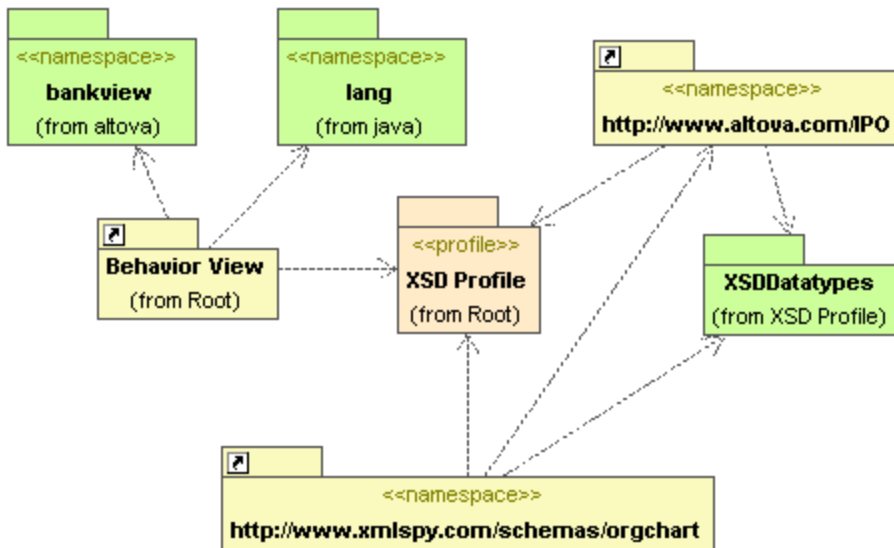 <<namespace>>
bankview
(from altova)
<<namespace>>
lang
(from java)
<<namespace>>
http://www.altova.com/IPO
Behavior View
(from Root)
<<profile>>
XSD Profile
(from Root)
XSDDatatypes
(from XSD Profile)
<<namespace>>
http://www.xmlspy.com/schemas/orgchart